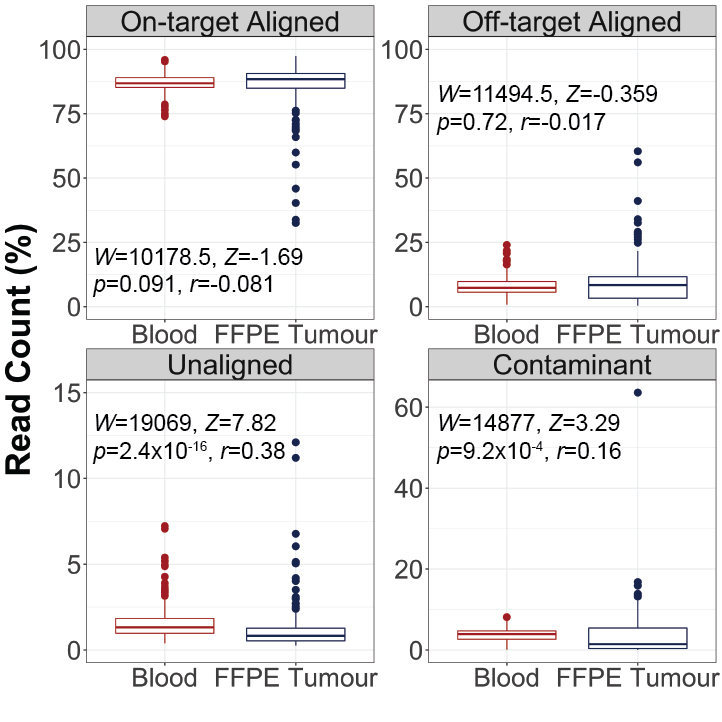 On-target Aligned
Off-target Aligned
100
75
50
25
0
W=10178.5, Z=-1.69
p=0.091, r=-0.081
Blood FFPE Tumour
100
75
50
25
0
W=11494.5, Z=-0.359
p=0.72, r=-0.017
Blood FFPE Tumour
Read Count (%)
Unaligned
Contaminant
15
10
5
0
W=19069, Z=7.82
p=2.4x10-16, r=0.38
Blood FFPE Tumour
60
40
20
0
W=14877, Z=3.29
p=9.2x10-4, r=0.16
Blood FFPE Tumour